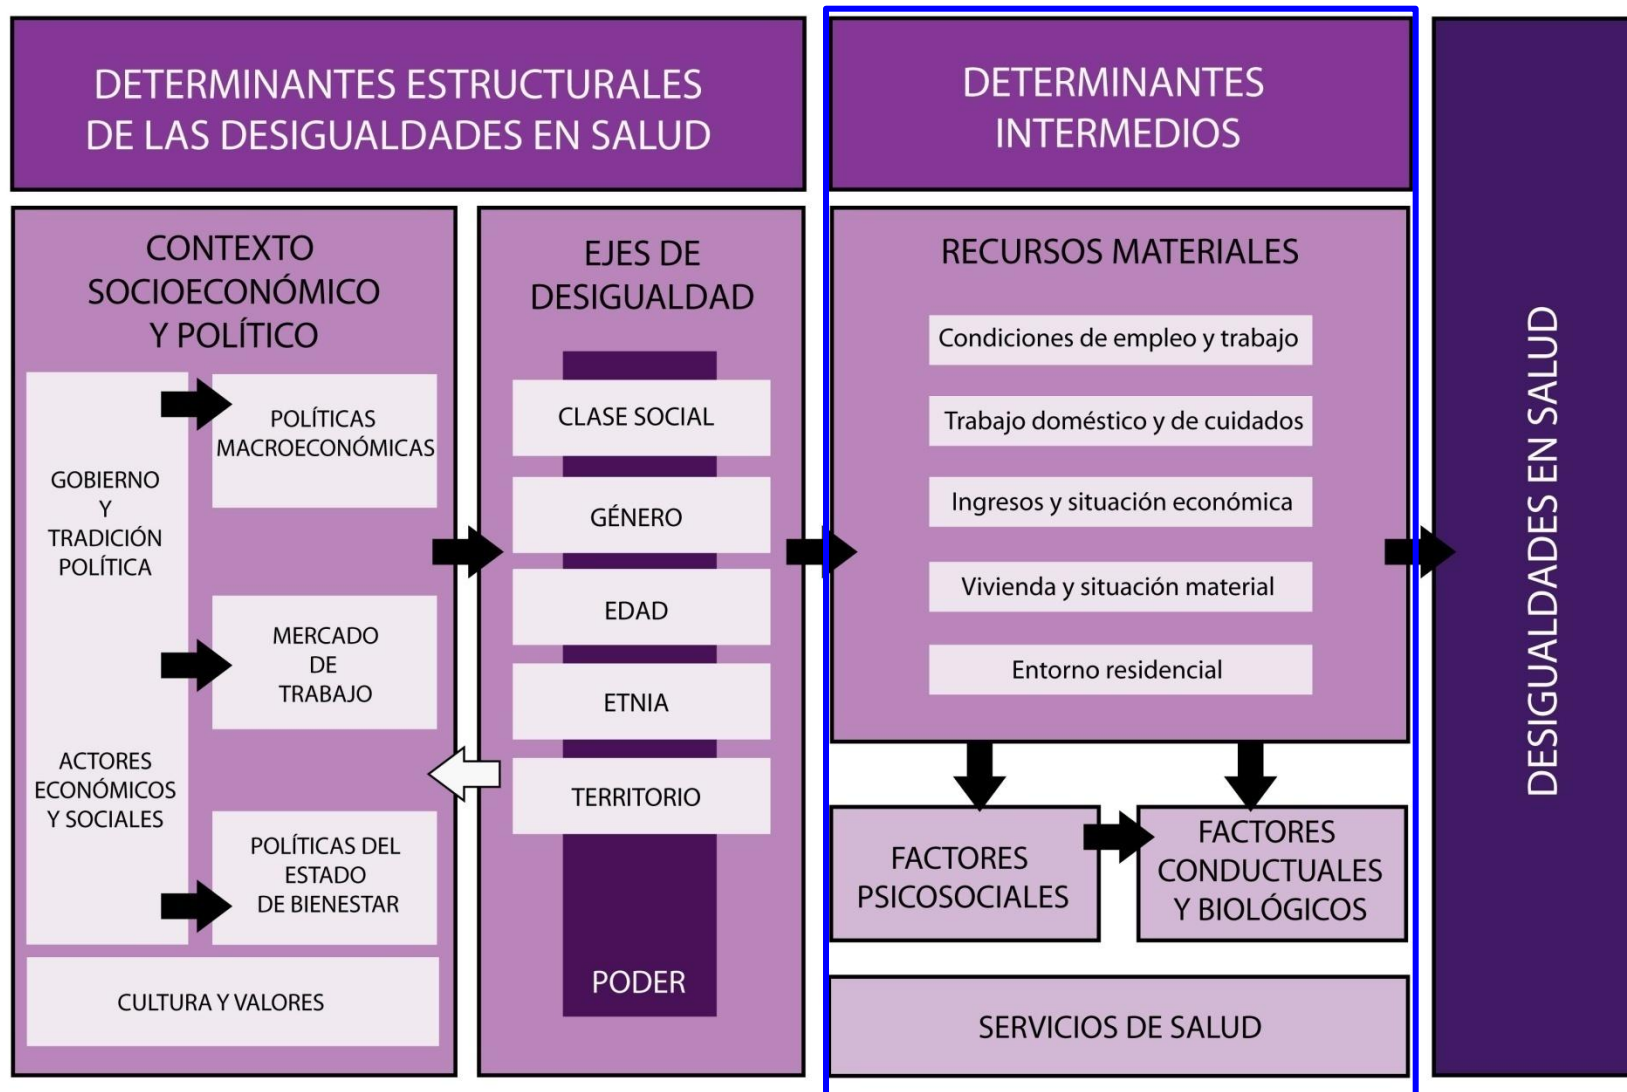 DETERMINANTES ESTRUCTURALES
DE LAS DESIGUALDADES EN SALUD
CONTEXTO
SOCIOECONÓMICO
Y POLÍTICO
GOBIERNO
Y
TRADICIÓN
POLÍTICA
ACTORES
ECONÓMICOS
Y SOCIALES
POLÍTICAS
MACROECONÓMICAS
MERCADO
DE
TRABAJO
POLÍTICAS DEL
ESTADO
DE BIENESTAR
CULTURA Y VALORES
EJES DE
DESIGUALDAD
CLASE SOCIAL
GÉNERO
EDAD
ETNIA
TERRITORIO
PODER
DETERMINANTES
INTERMEDIOS
RECURSOS MATERIALES
Condiciones de empleo y trabajo
Trabajo doméstico y de cuidados
Ingresos y situación económica
Vivienda y situación material
Entorno residencial
FACTORES
PSICOSOCIALES
FACTORES
CONDUCTUALES
Y BIOLÓGICOS
SERVICIOS DE SALUD
DESIGUALDADES EN SALUD